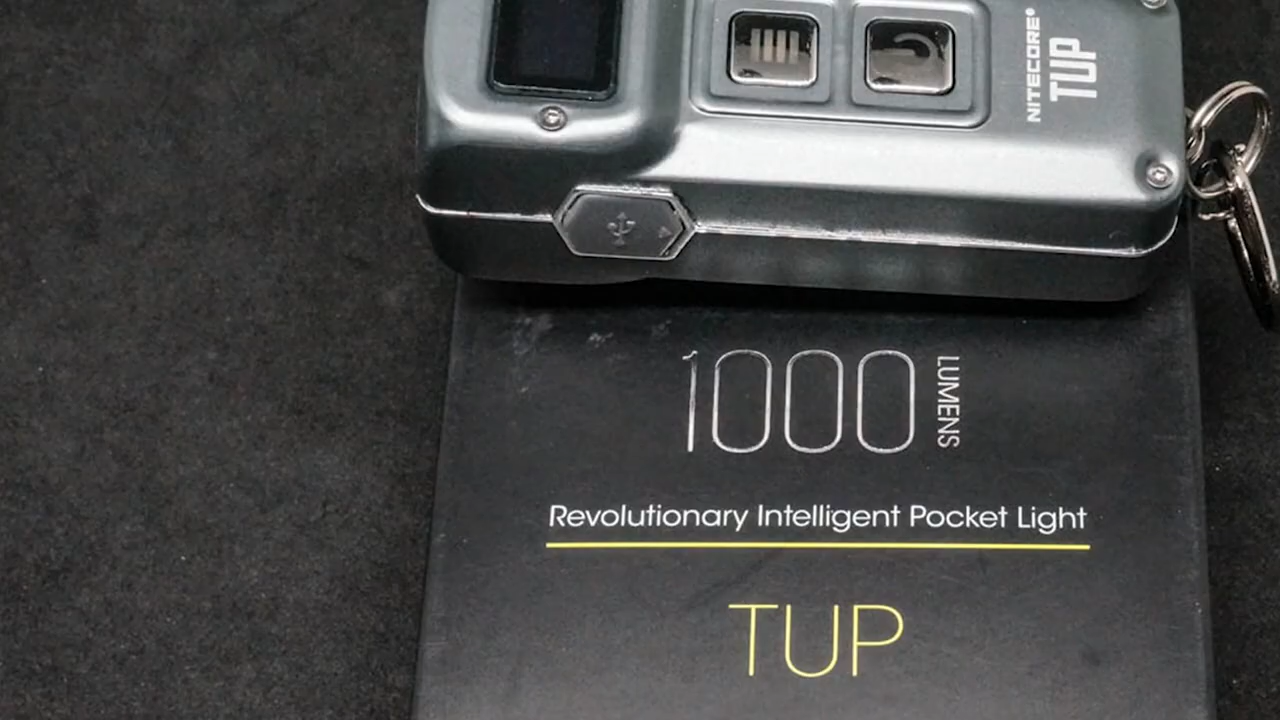 NITECORE®
TUP
1000 LUMENS
Revolutionary Intelligent Pocket Light
TUP